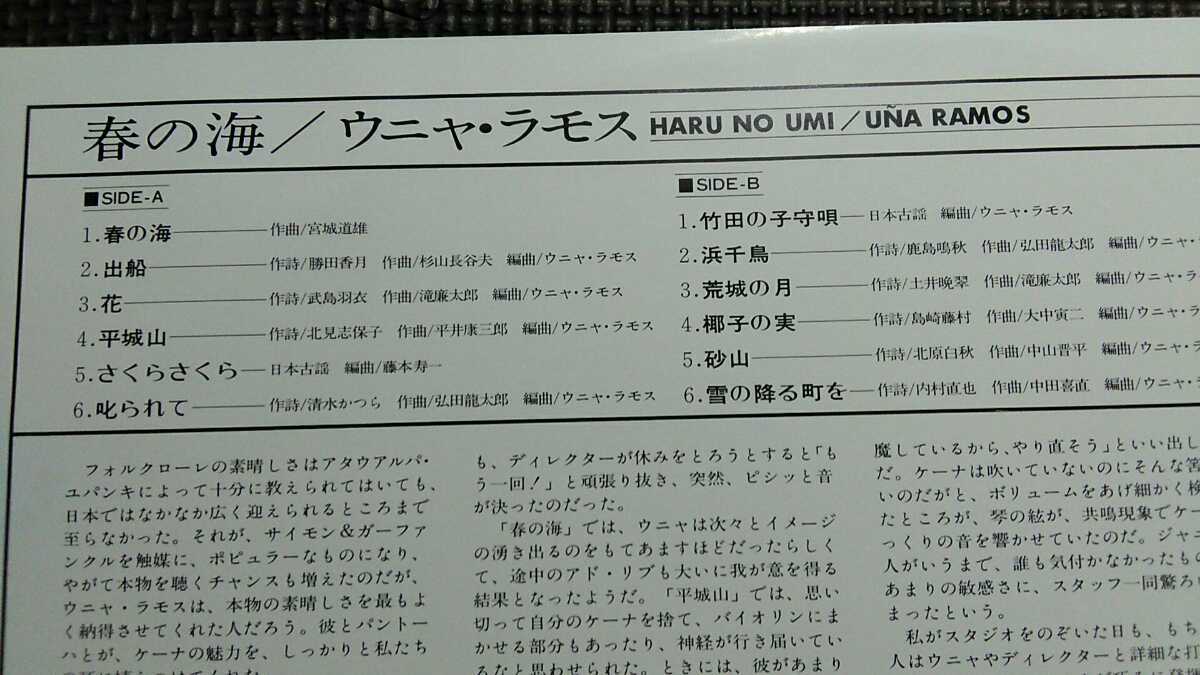 春の海／ウニャ・ラモス HARU NO UMI／UÑA RAMOS
■SIDE-A
1.春の海―作曲/宮城道雄
2.出船―作詩/勝田香月 作曲/杉山長谷夫 編曲/ウニャ・ラモス
3.花―作詩/武島羽衣 作曲/滝廉太郎 編曲/ウニャ・ラモス
4.平城山―作詩/北見志保子 作曲/平井康三郎 編曲/ウニャ・ラモス
5.さくらさくら―日本古謡 編曲/藤本寿一
6.叱られて―作詩/清水かつら 作曲/弘田龍太郎 編曲/ウニャ・ラモス
■SIDE-B
1.竹田の子守唄―日本古謡 編曲/ウニャ・ラモス
2.浜千鳥―作詩/鹿島鳴秋 作曲/弘田龍太郎 編曲/ウニャ・
3.荒城の月―作詩/土井晩翠 作曲/滝廉太郎 編曲/ウニャ・ラ
4.椰子の実―作詩/島崎藤村 作曲/大中寅二 編曲/ウニャ・ラ
5.砂山―作詩/北原白秋 作曲/中山晋平 編曲/ウニャ・ラ
6.雪の降る町を―作詩/内村直也 作曲/中田喜直 編曲/ウニャ・
フォルクローレの素晴しさはアタウアルパ・
ユパンキによって十分に教えられてはいても、
日本ではなかなか広く迎えられるところまで
至らなかった。それが、サイモン＆ガーファ
ンクルを触媒に、ポピュラーなものになり、
やがて本物を聴くチャンスも増えたのだが、
ウニャ・ラモスは、本物の素晴しさを最もよ
く納得させてくれた人だろう。彼とパントー
ハとが、ケーナの魅力を、しっかりと私たち
も、ディレクターが休みをとろうとすると「も
う一回！」と頑張り抜き、突然、ピシッと音
が決ったのだった。
「春の海」では、ウニャは次々とイメージ
の湧き出るのをもてあますほどだったらしく
て、途中のアド・リブも大いに我が意を得る
結果となったようだ。「平城山」では、思い
切って自分のケーナを捨て、バイオリンにま
かせる部分もあったり、神経が行き届いてい
るなと思わせられた。ときには、彼があまり
魔しているから、やり直そう」といい出し
だ。ケーナは吹いていないのにそんな筈
いのだがと、ボリュームをあげ細かく検
たところが、琴の絃が、共鳴現象でケー
っくりの音を響かせていたのだ。ジャニ
人がいうまで、誰も気付かなかったもの
あまりの敏感さに、スタッフ一同驚ろ
まったという。
私がスタジオをのぞいた日も、もち
人はウニャやディレクターと詳細な打